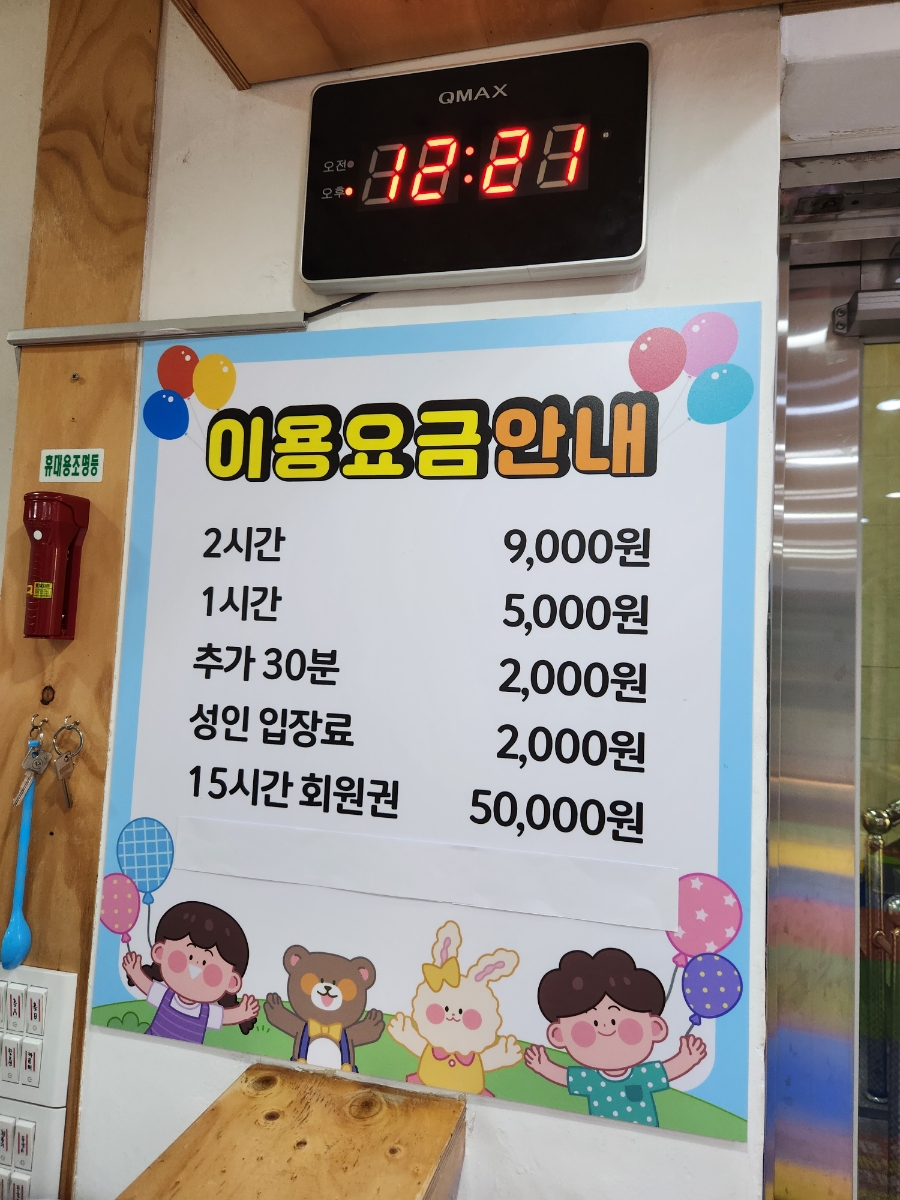 QMAX
오전
오후
12:21
이용요금안내
휴대용조명등
2시간 9,000원
1시간 5,000원
추가 30분 2,000원
성인 입장료 2,000원
15시간 회원권 50,000원